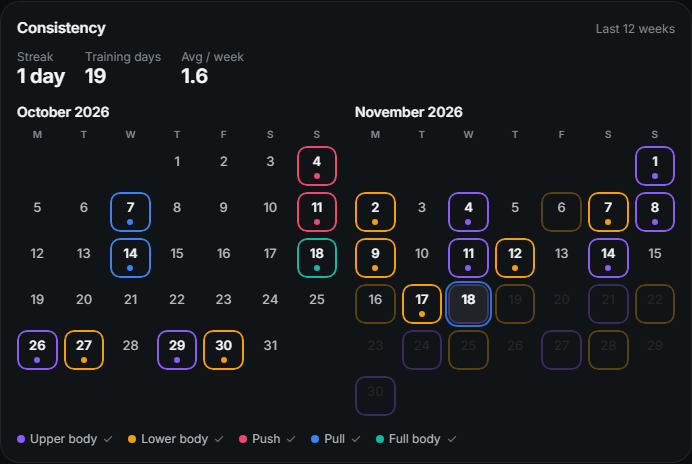 Consistency
Last 12 weeks
Streak
1 day
Training days
19
Avg / week
1.6
October 2026
M T W T F S S
1 2 3 4
5 6 7 8 9 10 11
12 13 14 15 16 17 18
19 20 21 22 23 24 25
26 27 28 29 30 31
November 2026
M T W T F S S
1
2 3 4 5 6 7 8
9 10 11 12 13 14 15
16 17 18 19 20 21 22
23 24 25 26 27 28 29
30
Upper body ✓ Lower body ✓ Push ✓ Pull ✓ Full body ✓